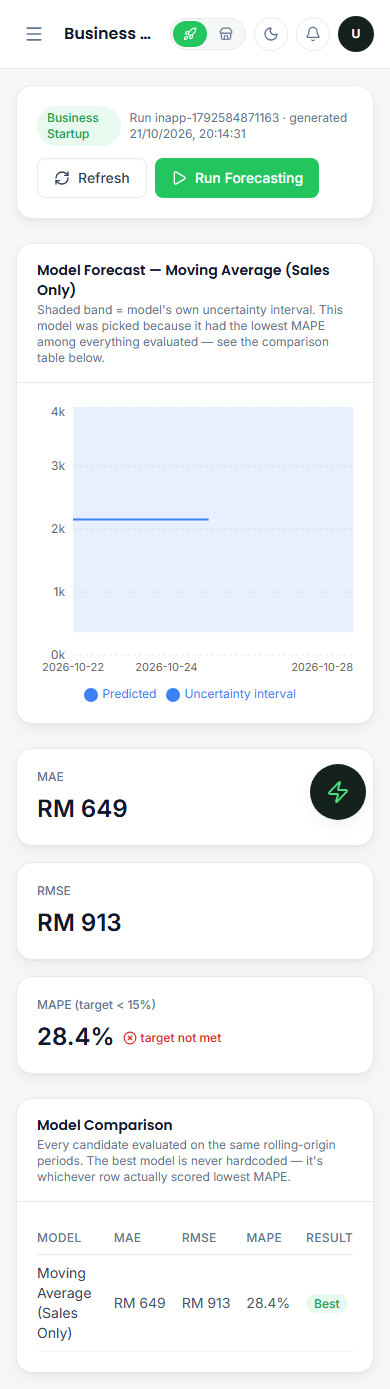 Business ...
U
Business
Startup
Run inapp-1792584871163 · generated
21/10/2026, 20:14:31
Refresh
Run Forecasting
Model Forecast — Moving Average (Sales
Only)
Shaded band = model's own uncertainty interval. This
model was picked because it had the lowest MAPE
among everything evaluated — see the comparison
table below.
4k
3k
2k
1k
0k
2026-10-22
2026-10-24
2026-10-28
Predicted
Uncertainty interval
MAE
RM 649
RMSE
RM 913
MAPE (target < 15%)
28.4%
target not met
Model Comparison
Every candidate evaluated on the same rolling-origin
periods. The best model is never hardcoded — it's
whichever row actually scored lowest MAPE.
MODEL MAE RMSE MAPE RESULT
Moving
Average
(Sales
Only)
RM 649 RM 913 28.4% Best